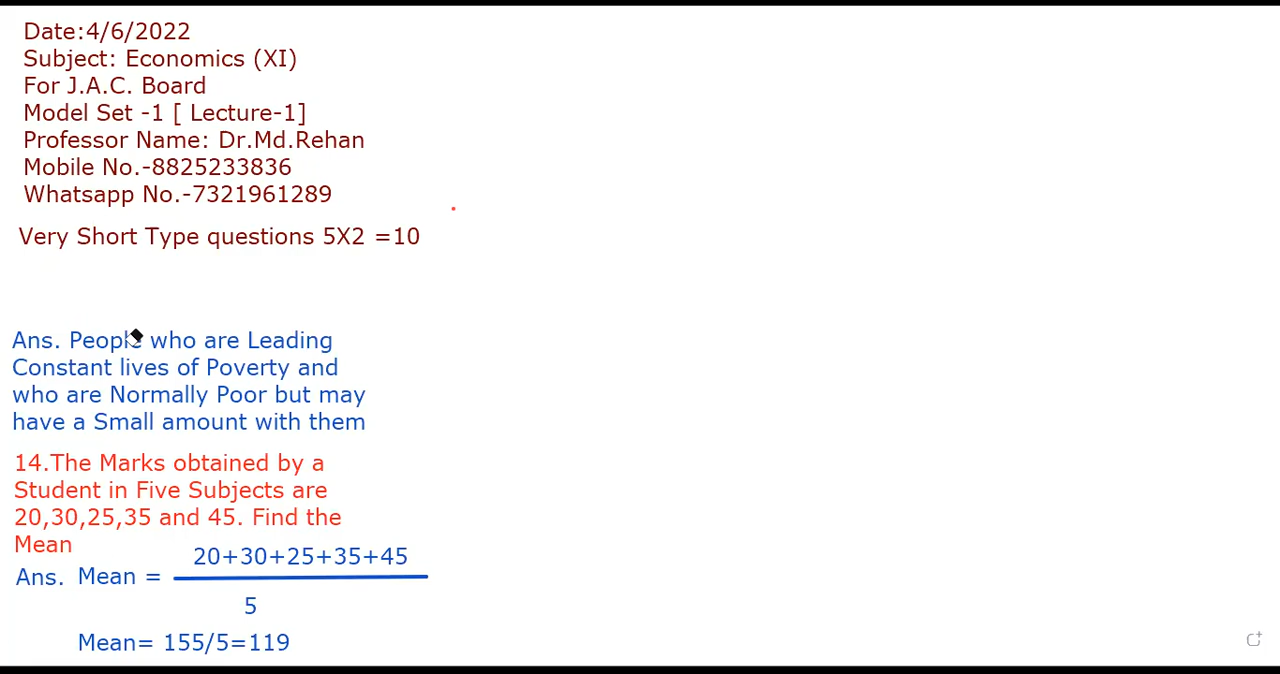 Date:4/6/2022
Subject: Economics (XI)
For J.A.C. Board
Model Set -1 [ Lecture-1]
Professor Name: Dr.Md.Rehan
Mobile No.-8825233836
Whatsapp No.-7321961289
Very Short Type questions 5X2 =10
Ans. People who are Leading
Constant lives of Poverty and
who are Normally Poor but may
have a Small amount with them
14.The Marks obtained by a
Student in Five Subjects are
20,30,25,35 and 45. Find the
Mean
20+30+25+35+45
Ans. Mean =
5
Mean= 155/5=119